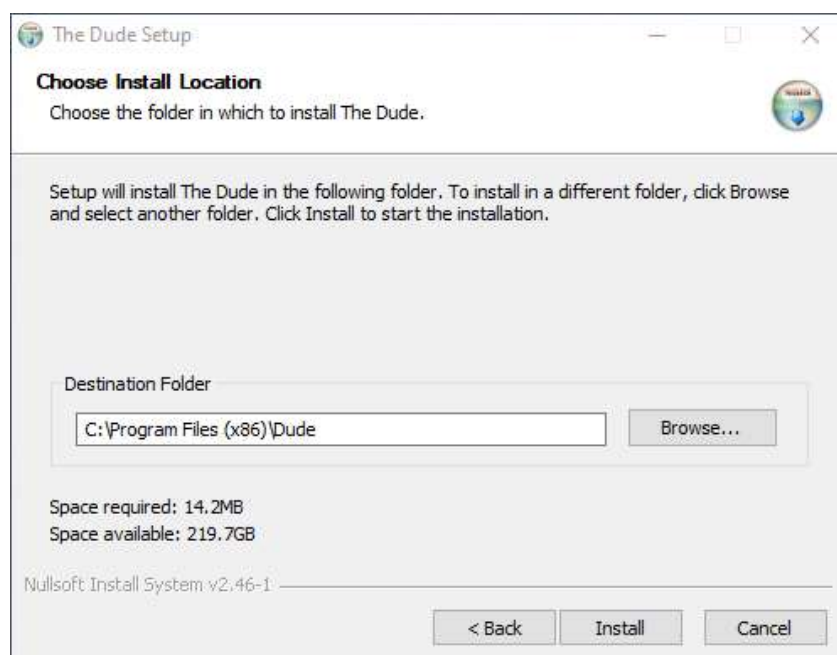 The Dude Setup
Choose Install Location
Choose the folder in which to install The Dude.
Setup will install The Dude in the following folder. To install in a different folder, click Browse
and select another folder. Click Install to start the installation.
Destination Folder
C:\Program Files (x86)\Dude
Browse...
Space required: 14.2MB
Space available: 219.7GB
Nullsoft Install System v2.46-1
< Back
Install
Cancel